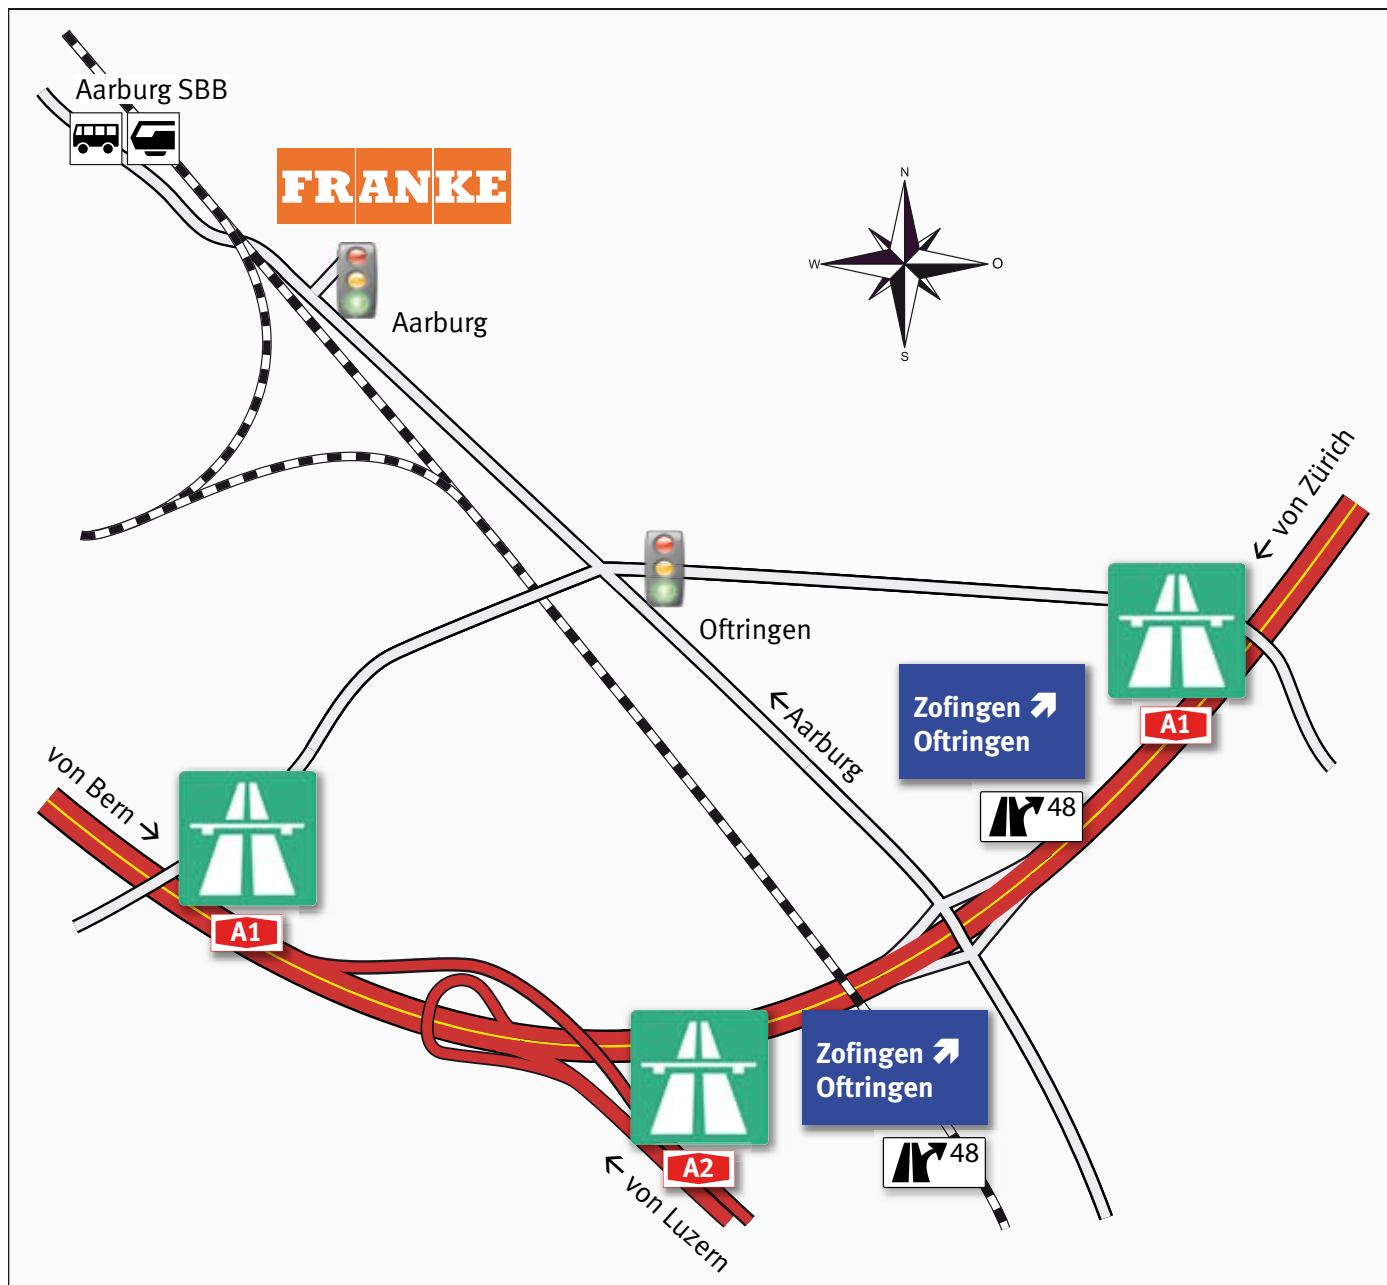 Aarburg SBB
FRANKE
N
W
O
S
Aarburg
← von Zürich
Oftringen
Zofingen
Oftringen
A1
←Aarburg
48
von Bern →
A1
Zofingen
Oftringen
48
A2
← von Luzern